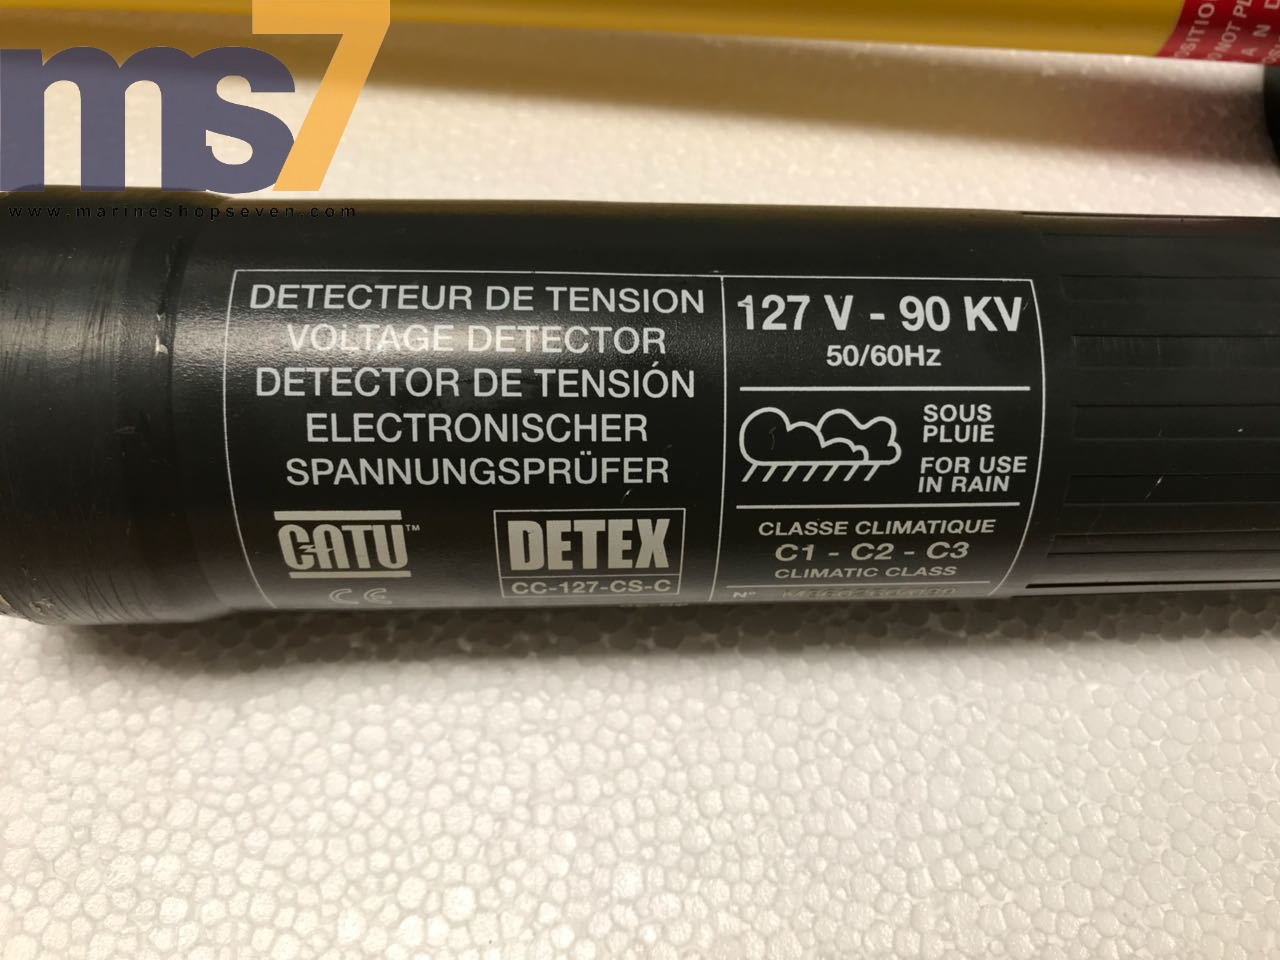 ms7
www.marineshopseven.com
DETECTEUR DE TENSION
VOLTAGE DETECTOR
DETECTOR DE TENSIÓN
ELECTRONISCHER
SPANNUNGSPRÜFER
CATU™
DETEX
CC-127-CS-C
CE
127 V - 90 KV
50/60Hz
SOUS
PLUIE
FOR USE
IN RAIN
CLASSE CLIMATIQUE
C1 - C2 - C3
CLIMATIC CLASS
N°